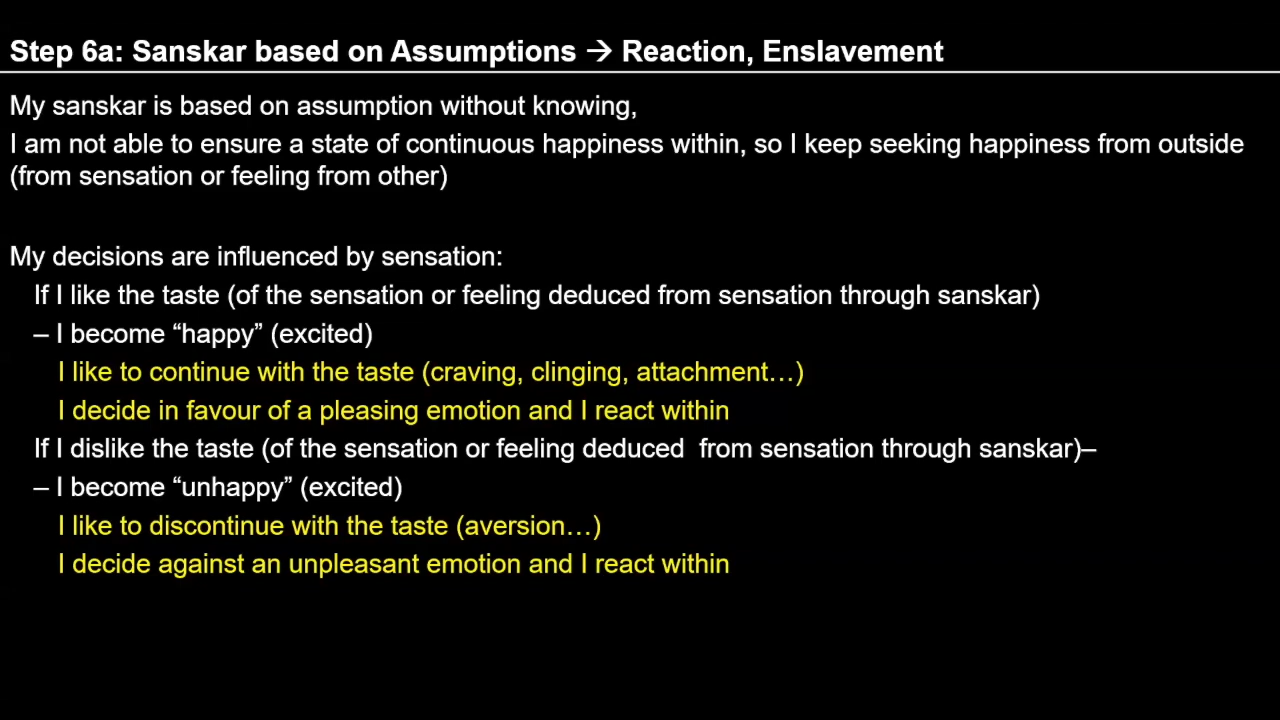 Step 6a: Sanskar based on Assumptions → Reaction, Enslavement
My sanskar is based on assumption without knowing,
I am not able to ensure a state of continuous happiness within, so I keep seeking happiness from outside
(from sensation or feeling from other)
My decisions are influenced by sensation:
If I like the taste (of the sensation or feeling deduced from sensation through sanskar)
– I become “happy” (excited)
I like to continue with the taste (craving, clinging, attachment…)
I decide in favour of a pleasing emotion and I react within
If I dislike the taste (of the sensation or feeling deduced  from sensation through sanskar)–
– I become “unhappy” (excited)
I like to discontinue with the taste (aversion…)
I decide against an unpleasant emotion and I react within